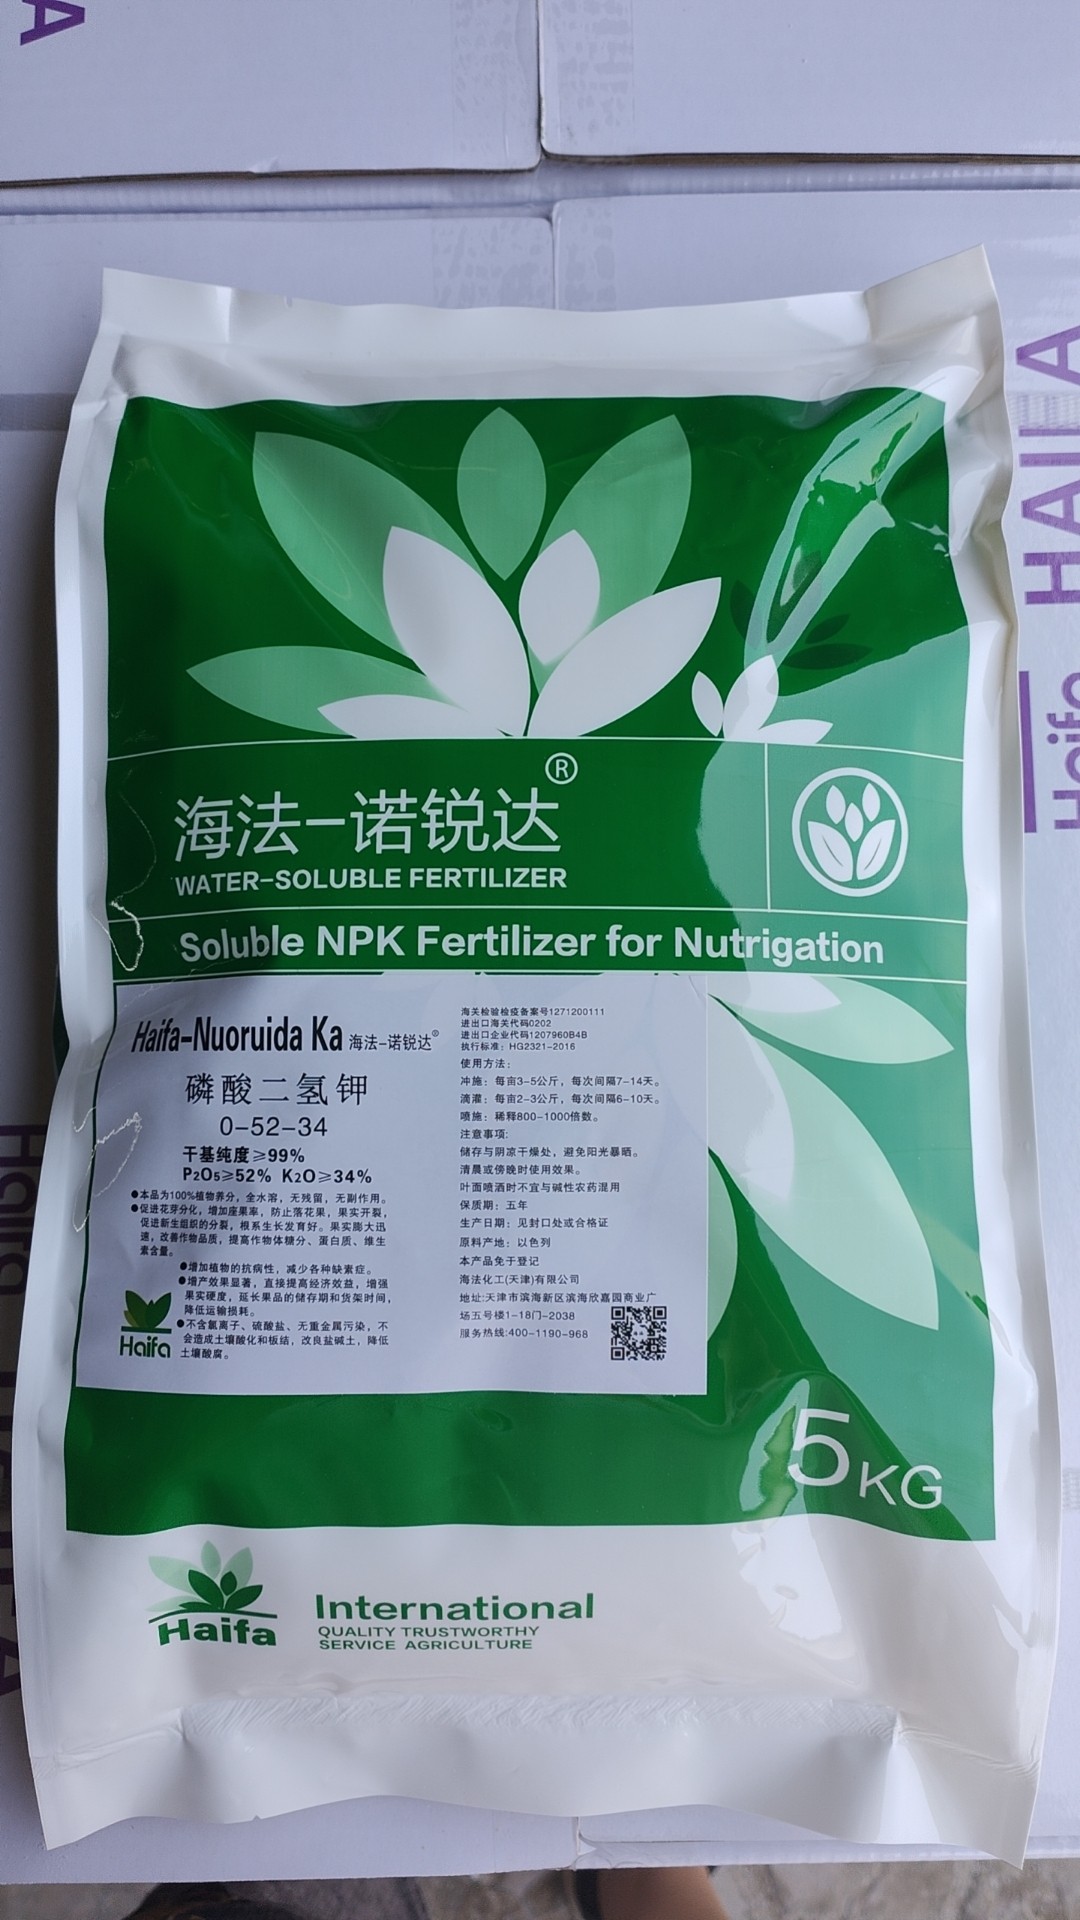 A
HAIFA
Haifa
海法-诺锐达®
WATER-SOLUBLE FERTILIZER
Soluble NPK Fertilizer for Nutrigation
Haifa-Nuoruida Ka 海法-诺锐达®
磷酸二氢钾
0-52-34
干基纯度≥99%
P2O5≥52% K2O≥34%
●本品为100%植物养分，全水溶，无残留，无副作用。
●促进花芽分化，增加座果率，防止落花果，果实开裂，
促进新生组织的分裂，根系生长发育好。果实膨大迅
速，改善作物品质，提高作物体糖分、蛋白质、维生
素含量。
●增加植物的抗病性，减少各种缺素症。
●增产效果显著，直接提高经济效益，增强
果实硬度，延长果品的储存期和货架时间，
降低运输损耗。
●不含氯离子、硫酸盐、无重金属污染，不
会造成土壤酸化和板结，改良盐碱土，降低
土壤酸腐。
Haifa
海关检验检疫备案号1271200111
进出口海关代码0202
进出口企业代码1207960B4B
执行标准：HG2321-2016
使用方法：
冲施：每亩3-5公斤，每次间隔7-14天。
滴灌：每亩2-3公斤，每次间隔6-10天。
喷施：稀释800-1000倍数。
注意事项：
储存与阴凉干燥处，避免阳光暴晒。
清晨或傍晚时使用效果。
叶面喷洒时不宜与碱性农药混用
保质期：五年
生产日期：见封口处或合格证
原料产地：以色列
本产品免于登记
海法化工(天津)有限公司
地址:天津市滨海新区滨海欣嘉园商业广
场五号楼1-18门-2038
服务热线:400-1190-968
5KG
Haifa
International
QUALITY TRUSTWORTHY
SERVICE AGRICULTURE